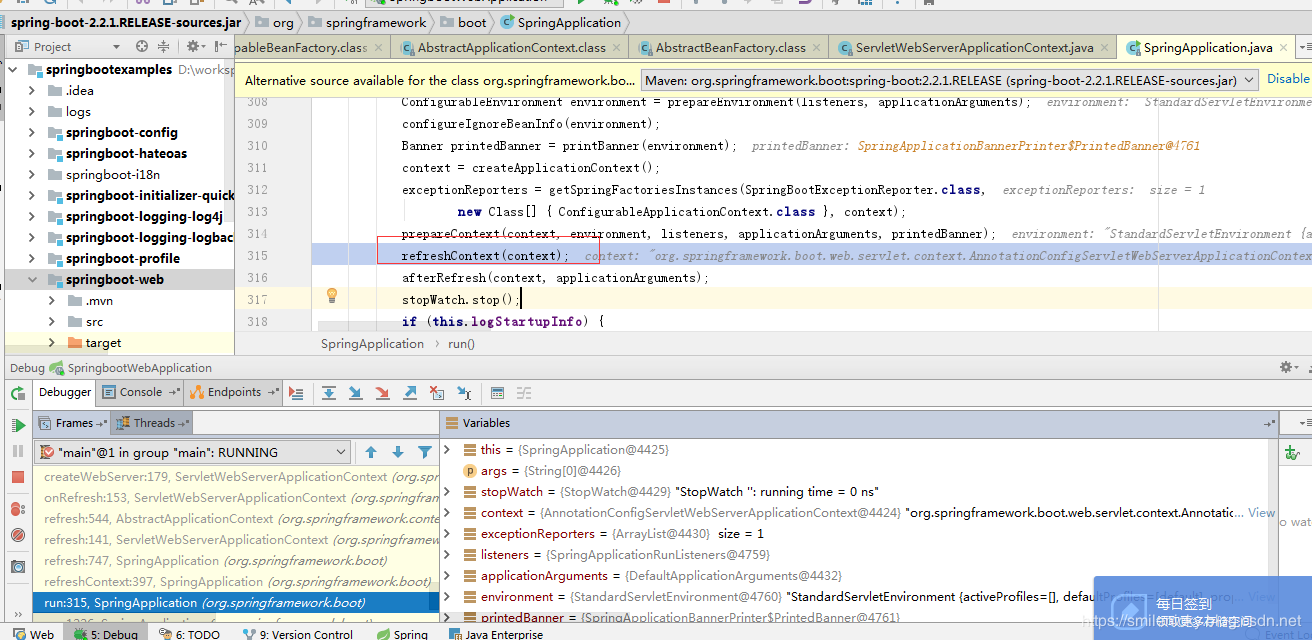 spring-boot-2.2.1.RELEASE-sources.jar org springframework boot SpringApplication
Project
pableBeanFactory.class AbstractApplicationContext.class AbstractBeanFactory.class ServletWebServerApplicationContext.java SpringApplication.java
springbootexamples D:\worksp
.idea
logs
springboot-config
springboot-hateoas
springboot-i18n
springboot-initializer-quick
springboot-logging-log4j
springboot-logging-logbac
springboot-profile
springboot-web
.mvn
src
target
Alternative source available for the class org.springframework.bo... Maven: org.springframework.boot:spring-boot:2.2.1.RELEASE (spring-boot-2.2.1.RELEASE-sources.jar) Disable
308 ConfigurableEnvironment environment = prepareEnvironment(listeners, applicationArguments); environment: "StandardServletEnvironme
309 configureIgnoreBeanInfo(environment);
310 Banner printedBanner = printBanner(environment); printedBanner: SpringApplicationBannerPrinter$PrintedBanner@4761
311 context = createApplicationContext();
312 exceptionReporters = getSpringFactoriesInstances(SpringBootExceptionReporter.class, exceptionReporters: size = 1
313 new Class[] { ConfigurableApplicationContext.class }, context);
314 prepareContext(context, environment, listeners, applicationArguments, printedBanner); environment: "StandardServletEnvironment {a
315 refreshContext(context); context: "org.springframework.boot.web.servlet.context.AnnotationConfigServletWebServerApplicationContex
316 afterRefresh(context, applicationArguments);
317 stopWatch.stop();
318 if (this.logStartupInfo) {
SpringApplication run()
Debug SpringbootWebApplication
Debugger Console Endpoints
Frames Threads
"main"@1 in group "main": RUNNING
createWebServer:179, ServletWebServerApplicationContext (org.spr
onRefresh:153, ServletWebServerApplicationContext (org.springfram
refresh:544, AbstractApplicationContext (org.springframework.conte
refresh:141, ServletWebServerApplicationContext (org.springframew
refresh:747, SpringApplication (org.springframework.boot)
refreshContext:397, SpringApplication (org.springframework.boot)
run:315, SpringApplication (org.springframework.boot)
Variables
this = {SpringApplication@4425}
args = {String[0]@4426}
stopWatch = {StopWatch@4429} "StopWatch '': running time = 0 ns"
context = {AnnotationConfigServletWebServerApplicationContext@4424} "org.springframework.boot.web.servlet.context.Annotatic... View
exceptionReporters = {ArrayList@4430} size = 1
listeners = {SpringApplicationRunListeners@4759}
applicationArguments = {DefaultApplicationArguments@4432}
environment = {StandardServletEnvironment@4760} "StandardServletEnvironment {activeProfiles=[], defaultProfiles=[default], pro... View
printedBanner = {SpringApplicationBannerPrinter$PrintedBanner@4761}
o wat
每日签到
领取更多存储空间
Web 5: Debug 6: TODO 9: Version Control Spring Java Enterprise Event Lo